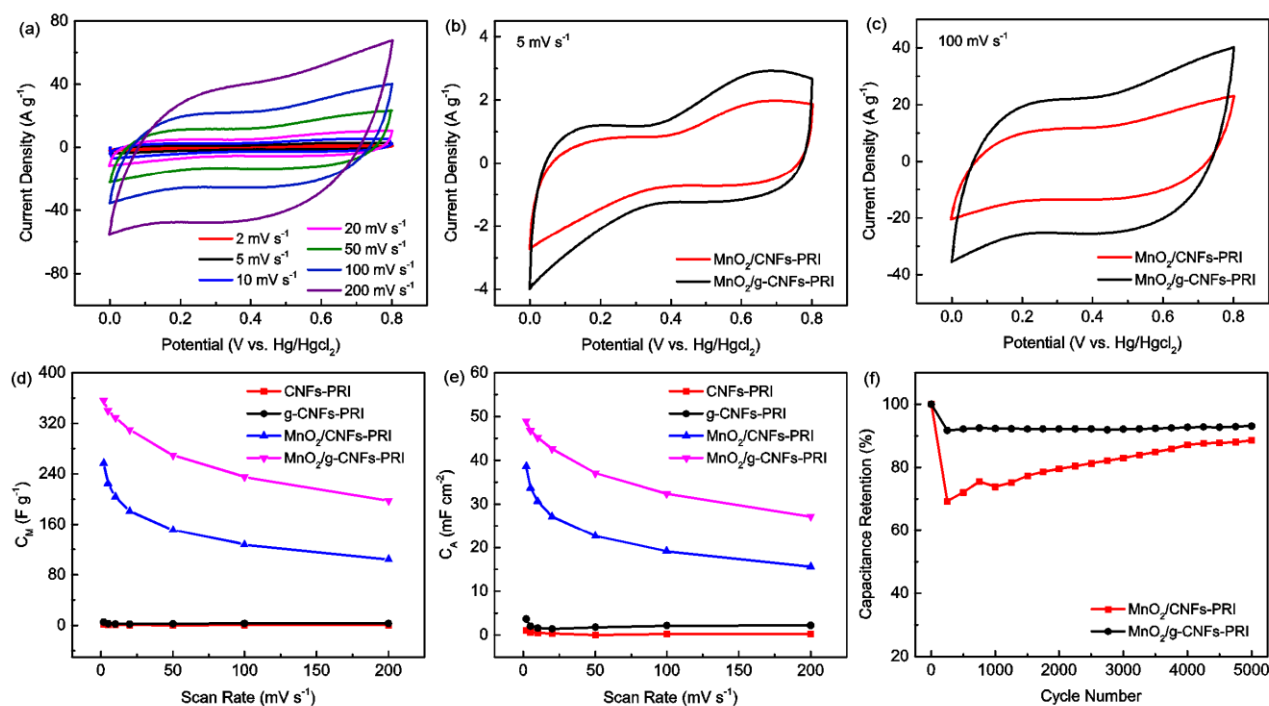 (a)
80
40
0
-40
-80
Current Density (A g⁻¹)
2 mV s⁻¹
5 mV s⁻¹
10 mV s⁻¹
20 mV s⁻¹
50 mV s⁻¹
100 mV s⁻¹
200 mV s⁻¹
0.0 0.2 0.4 0.6 0.8
Potential (V vs. Hg/Hgcl₂)
(b)
5 mV s⁻¹
4
2
0
-2
-4
Current Density (A g⁻¹)
MnO₂/CNFs-PRI
MnO₂/g-CNFs-PRI
0.0 0.2 0.4 0.6 0.8
Potential (V vs. Hg/Hgcl₂)
(c)
100 mV s⁻¹
40
20
0
-20
-40
Current Density (A g⁻¹)
MnO₂/CNFs-PRI
MnO₂/g-CNFs-PRI
0.0 0.2 0.4 0.6 0.8
Potential (V vs. Hg/Hgcl₂)
(d)
400
320
240
160
80
0
C_M (F g⁻¹)
CNFs-PRI
g-CNFs-PRI
MnO₂/CNFs-PRI
MnO₂/g-CNFs-PRI
0 50 100 150 200
Scan Rate (mV s⁻¹)
(e)
60
50
40
30
20
10
0
C_A (mF cm⁻²)
CNFs-PRI
g-CNFs-PRI
MnO₂/CNFs-PRI
MnO₂/g-CNFs-PRI
0 50 100 150 200
Scan Rate (mV s⁻¹)
(f)
100
80
60
40
20
Capacitance Retention (%)
MnO₂/CNFs-PRI
MnO₂/g-CNFs-PRI
0 1000 2000 3000 4000 5000
Cycle Number